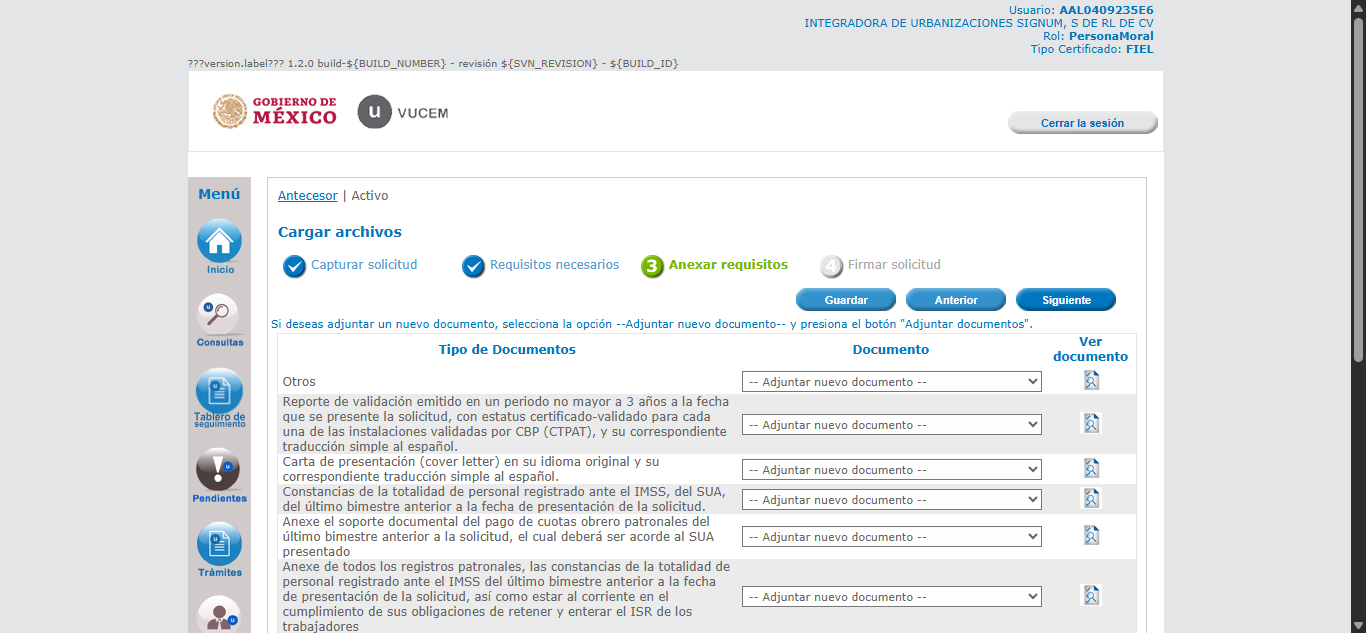 Usuario: AAL0409235E6
INTEGRADORA DE URBANIZACIONES SIGNUM, S DE RL DE CV
Rol: PersonaMoral
Tipo Certificado: FIEL
???version.label??? 1.2.0 build-${BUILD_NUMBER} - revisión ${SVN_REVISION} - ${BUILD_ID}
GOBIERNO DE
MÉXICO
u VUCEM
Cerrar la sesión
Menú
Inicio
Consultas
Tablero de
seguimiento
Pendientes
Trámites
Antecesor | Activo
Cargar archivos
Capturar solicitud
Requisitos necesarios
3 Anexar requisitos
4 Firmar solicitud
Guardar
Anterior
Siguiente
Si deseas adjuntar un nuevo documento, selecciona la opción --Adjuntar nuevo documento-- y presiona el botón "Adjuntar documentos".
Tipo de Documentos
Documento
Ver
documento
Otros
-- Adjuntar nuevo documento --
Reporte de validación emitido en un periodo no mayor a 3 años a la fecha
que se presente la solicitud, con estatus certificado-validado para cada
una de las instalaciones validadas por CBP (CTPAT), y su correspondiente
traducción simple al español.
-- Adjuntar nuevo documento --
Carta de presentación (cover letter) en su idioma original y su
correspondiente traducción simple al español.
-- Adjuntar nuevo documento --
Constancias de la totalidad de personal registrado ante el IMSS, del SUA,
del último bimestre anterior a la fecha de presentación de la solicitud.
-- Adjuntar nuevo documento --
Anexe el soporte documental del pago de cuotas obrero patronales del
último bimestre anterior a la solicitud, el cual deberá ser acorde al SUA
presentado
-- Adjuntar nuevo documento --
Anexe de todos los registros patronales, las constancias de la totalidad de
personal registrado ante el IMSS del último bimestre anterior a la fecha
de presentación de la solicitud, así como estar al corriente en el
cumplimiento de sus obligaciones de retener y enterar el ISR de los
trabajadores
-- Adjuntar nuevo documento --